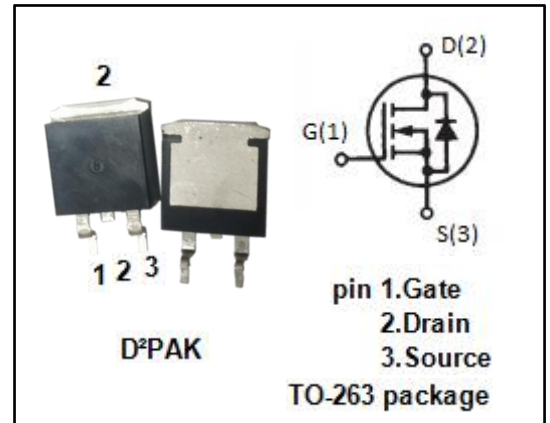 2
D(2)
G(1)
S(3)
1 2 3
pin 1.Gate
2.Drain
3.Source
D²PAK
TO-263 package